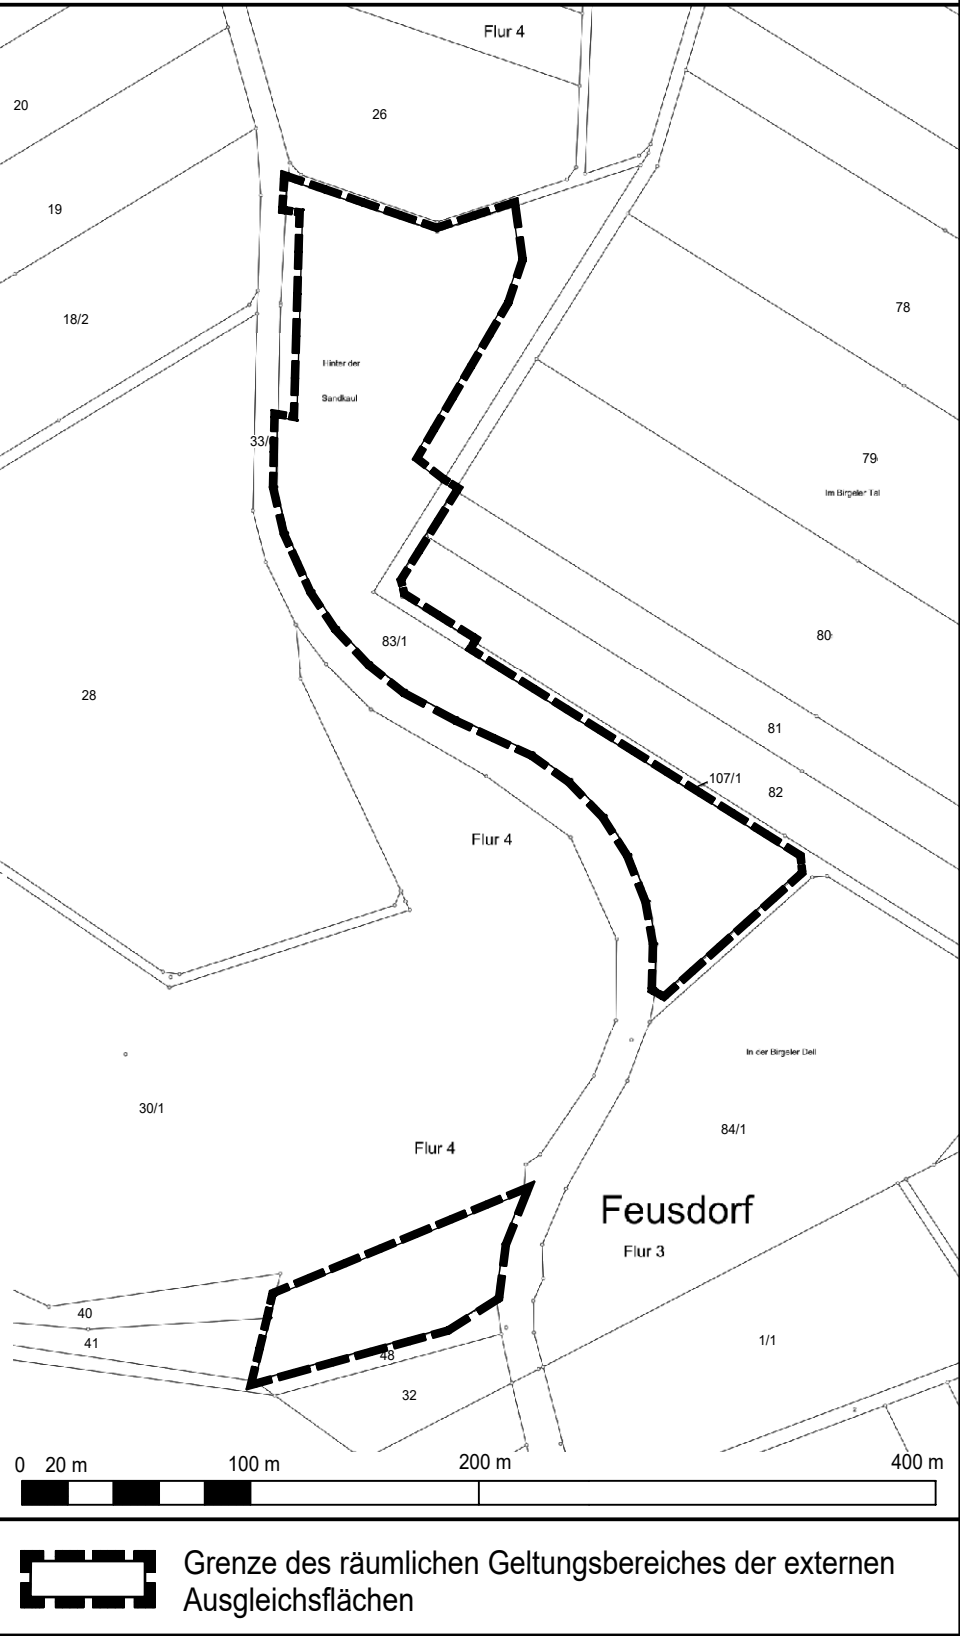 Flur 4
20
26
19
78
18/2
Hinter der
Sandkaul
33/
79
Im Birgeler Tal
80
83/1
28
81
107/1
82
Flur 4
In der Birgeler Dell
30/1
84/1
Flur 4
Feusdorf
Flur 3
40
41
1/1
48
32
0 20 m 100 m 200 m 400 m
Grenze des räumlichen Geltungsbereiches der externen
Ausgleichsflächen